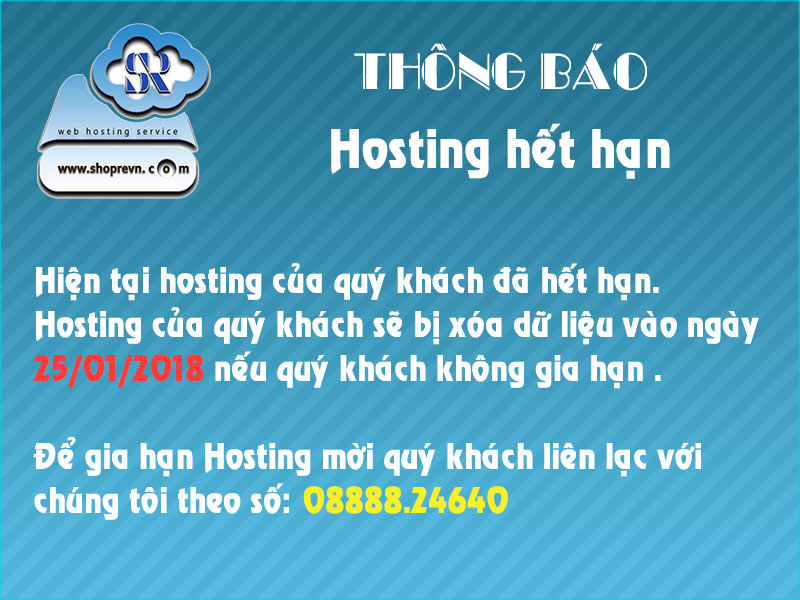 SR
web hosting service
www.shoprevn.com
THÔNG BÁO
Hosting hết hạn
Hiện tại hosting của quý khách đã hết hạn.
Hosting của quý khách sẽ bị xóa dữ liệu vào ngày
25/01/2018 nếu quý khách không gia hạn .
Để gia hạn Hosting mời quý khách liên lạc với
chúng tôi theo số: 08888.24640